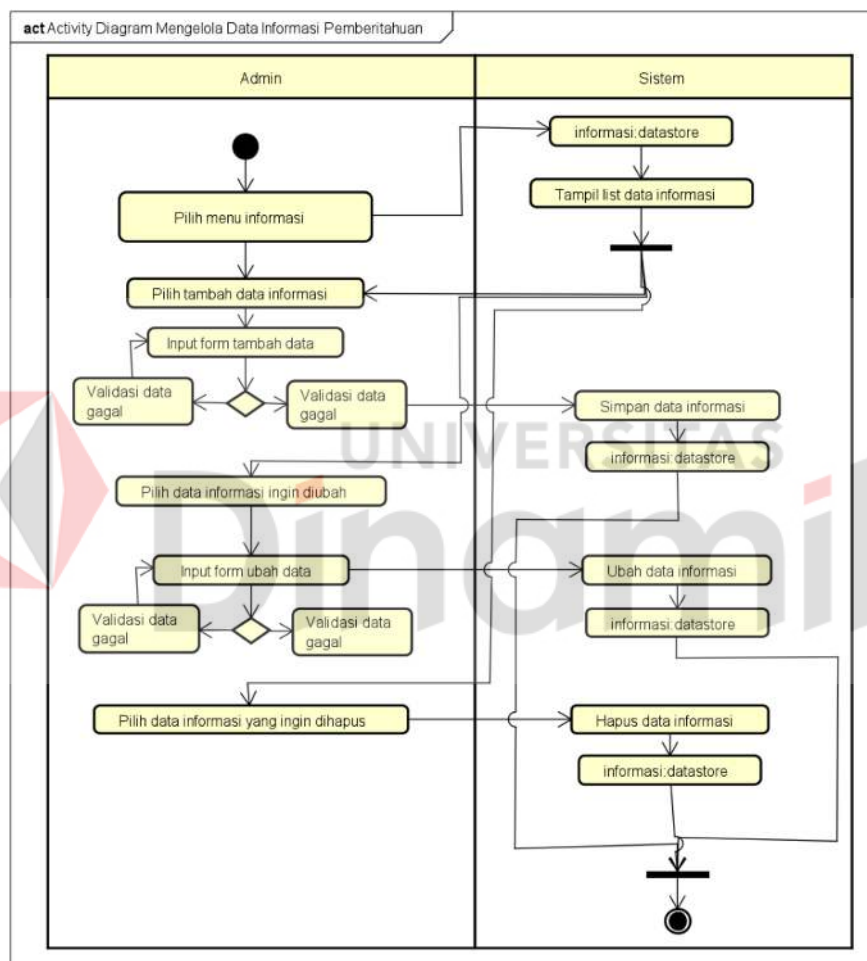 act Activity Diagram Mengelola Data Informasi Pemberitahuan
Admin
Sistem
informasi:datastore
Tampil list data informasi
Pilih menu informasi
Pilih tambah data informasi
Input form tambah data
Validasi data
gagal
Validasi data
gagal
Simpan data informasi
informasi:datastore
UNIVERSITAS
Dinami
Pilih data informasi ingin diubah
Input form ubah data
Ubah data informasi
Validasi data
gagal
Validasi data
gagal
informasi:datastore
Pilih data informasi yang ingin dihapus
Hapus data informasi
informasi:datastore